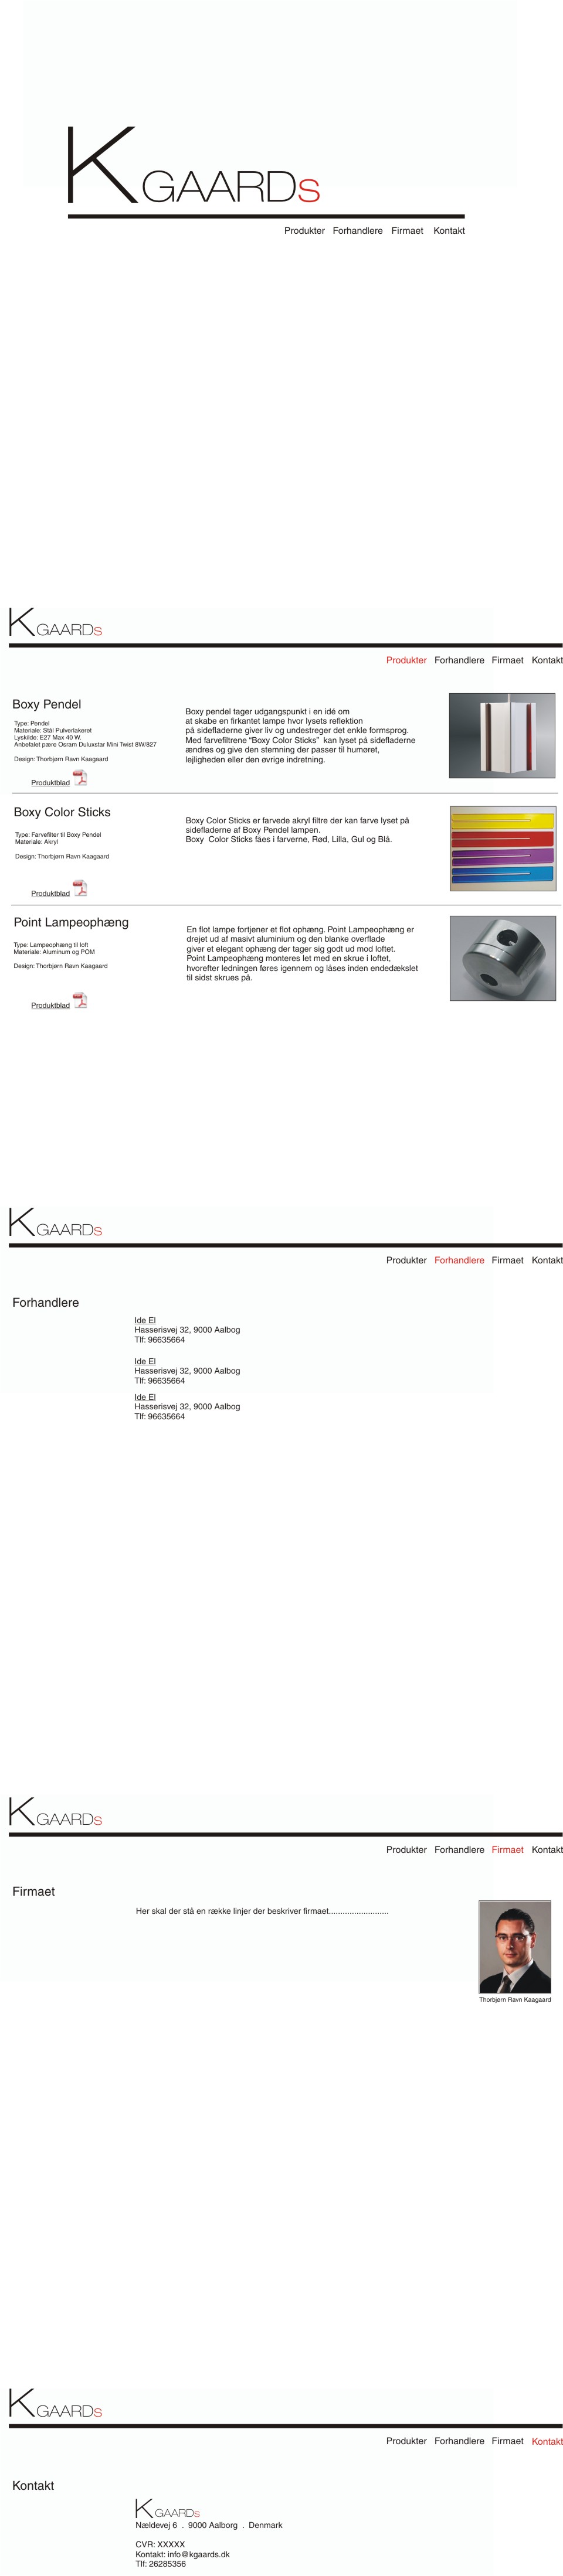 KGAARDs
Produkter Forhandlere Firmaet Kontakt
KGAARDs
Produkter Forhandlere Firmaet Kontakt
Boxy Pendel
Type: Pendel
Materiale: Stål Pulverlakeret
Lyskilde: E27 Max 40 W.
Anbefalet pære Osram Duluxstar Mini Twist 8W/827
Design: Thorbjørn Ravn Kaagaard
Produktblad
Boxy pendel tager udgangspunkt i en idé om
at skabe en firkantet lampe hvor lysets reflektion
på sidefladerne giver liv og undestreger det enkle formsprog.
Med farvefiltrene “Boxy Color Sticks” kan lyset på sidefladerne
ændres og give den stemning der passer til humøret,
lejligheden eller den øvrige indretning.
Boxy Color Sticks
Type: Farvefilter til Boxy Pendel
Materiale: Akryl
Design: Thorbjørn Ravn Kaagaard
Produktblad
Boxy Color Sticks er farvede akryl filtre der kan farve lyset på
sidefladerne af Boxy Pendel lampen.
Boxy Color Sticks fåes i farverne, Rød, Lilla, Gul og Blå.
Point Lampeophæng
Type: Lampeophæng til loft
Materiale: Aluminum og POM
Design: Thorbjørn Ravn Kaagaard
Produktblad
En flot lampe fortjener et flot ophæng. Point Lampeophæng er
drejet ud af masivt aluminium og den blanke overflade
giver et elegant ophæng der tager sig godt ud mod loftet.
Point Lampeophæng monteres let med en skrue i loftet,
hvorefter ledningen føres igennem og låses inden endedækslet
til sidst skrues på.
KGAARDs
Produkter Forhandlere Firmaet Kontakt
Forhandlere
Ide El
Hasserisvej 32, 9000 Aalbog
Tlf: 96635664
Ide El
Hasserisvej 32, 9000 Aalbog
Tlf: 96635664
Ide El
Hasserisvej 32, 9000 Aalbog
Tlf: 96635664
KGAARDs
Produkter Forhandlere Firmaet Kontakt
Firmaet
Her skal der stå en række linjer der beskriver firmaet..........................
Thorbjørn Ravn Kaagaard
KGAARDs
Produkter Forhandlere Firmaet Kontakt
Kontakt
KGAARDs
Nældevej 6 . 9000 Aalborg . Denmark
CVR: XXXXX
Kontakt: info@kgaards.dk
Tlf: 26285356